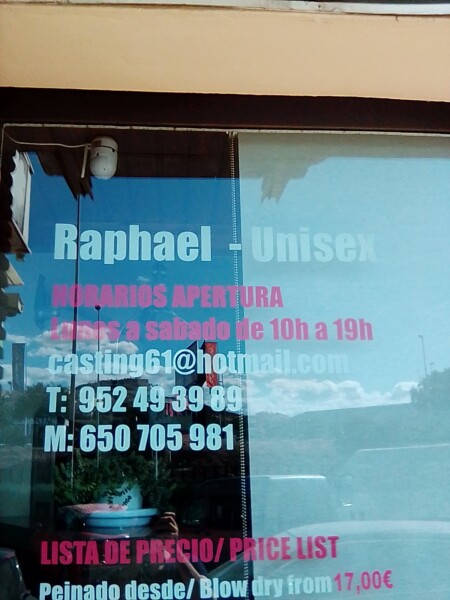 Raphael - Unisex
HORARIOS APERTURA
Lunes a sabado de 10h a 19h
casting61@hotmail.com
T: 952 49 39 89
M: 650 705 981
LISTA DE PRECIO/ PRICE LIST
Peinado desde/ Blow dry from 17,00€